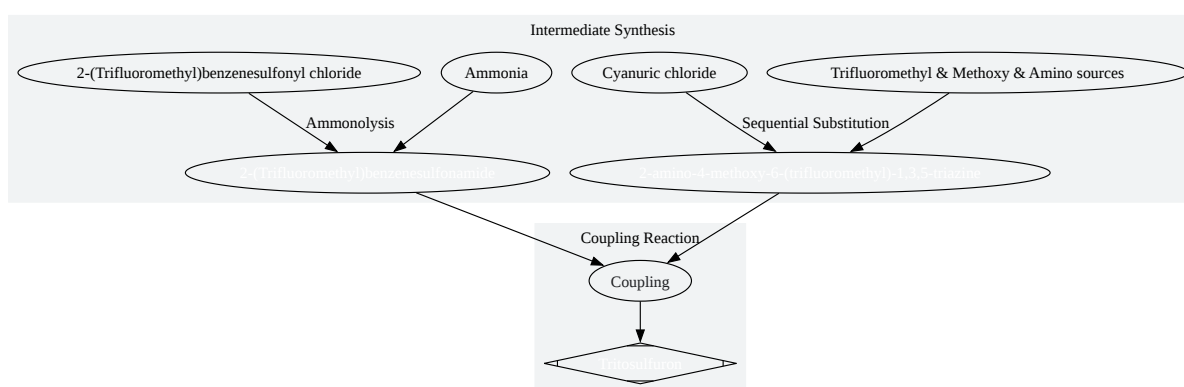 Intermediate Synthesis
2-(Trifluoromethyl)benzenesulfonyl chloride
Ammonia
Cyanuric chloride
Trifluoromethyl & Methoxy & Amino sources
Ammonolysis
Sequential Substitution
2-(Trifluoromethyl)benzenesulfonamide
2-amino-4-methoxy-6-(trifluoromethyl)-1,3,5-triazine
Coupling Reaction
Coupling
Tritosulfuron